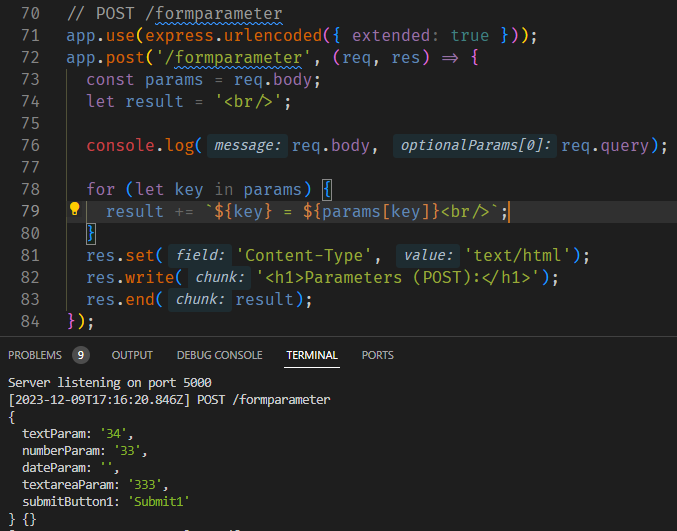 70 // POST /formparameter
71 app.use(express.urlencoded({ extended: true }));
72 app.post('/formparameter', (req, res) => {
73 const params = req.body;
74 let result = '<br/>';
75
76 console.log( message: req.body, optionalParams[0]: req.query);
77
78 for (let key in params) {
79 result += `${key} = ${params[key]}<br/>`;
80 }
81 res.set( field: 'Content-Type', value: 'text/html');
82 res.write( chunk: '<h1>Parameters (POST):</h1>');
83 res.end( chunk: result);
84 });
PROBLEMS 9 OUTPUT DEBUG CONSOLE TERMINAL PORTS
Server listening on port 5000
[2023-12-09T17:16:20.846Z] POST /formparameter
{
textParam: '34',
numberParam: '33',
dateParam: '',
textareaParam: '333',
submitButton1: 'Submit1'
} {}